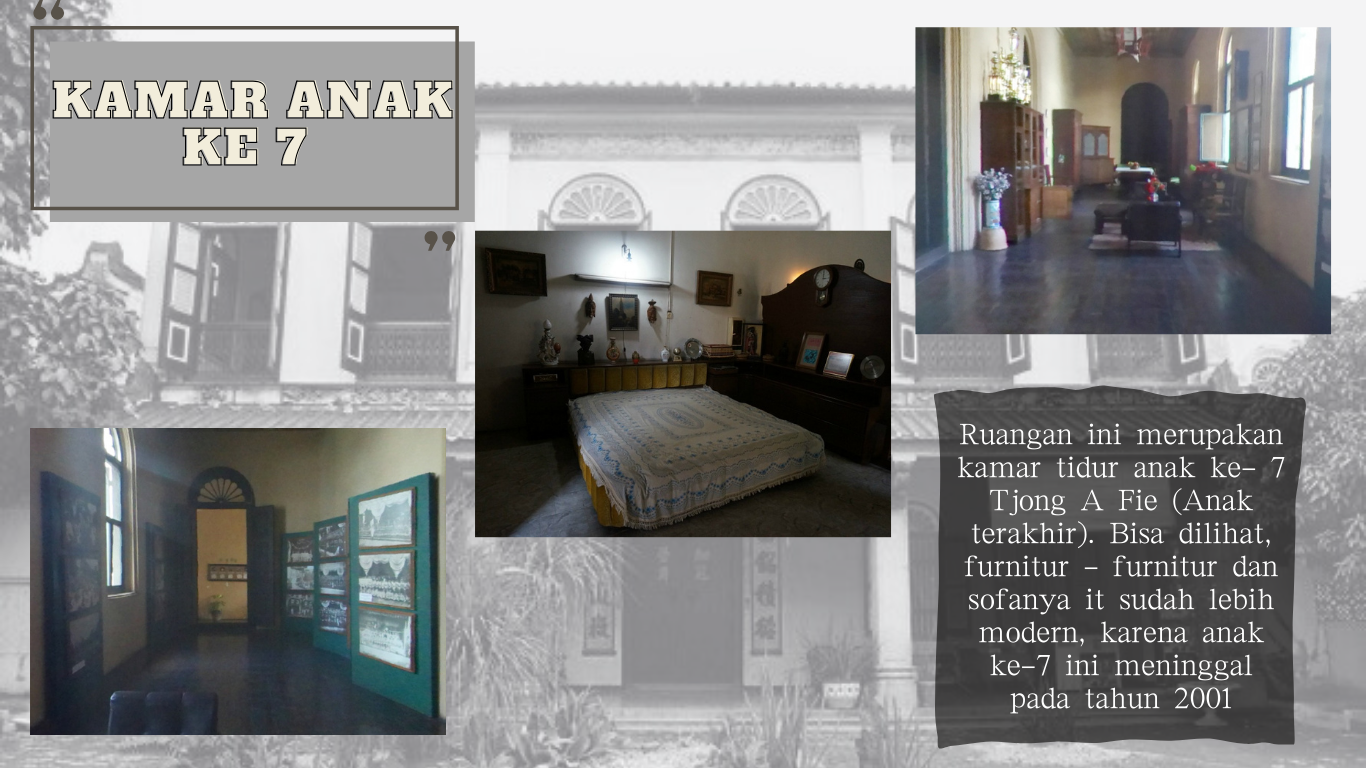 KAMAR ANAK
KE 7
Ruangan ini merupakan
kamar tidur anak ke- 7
Tjong A Fie (Anak
terakhir). Bisa dilihat,
furnitur - furnitur dan
sofanya it sudah lebih
modern, karena anak
ke-7 ini meninggal
pada tahun 2001